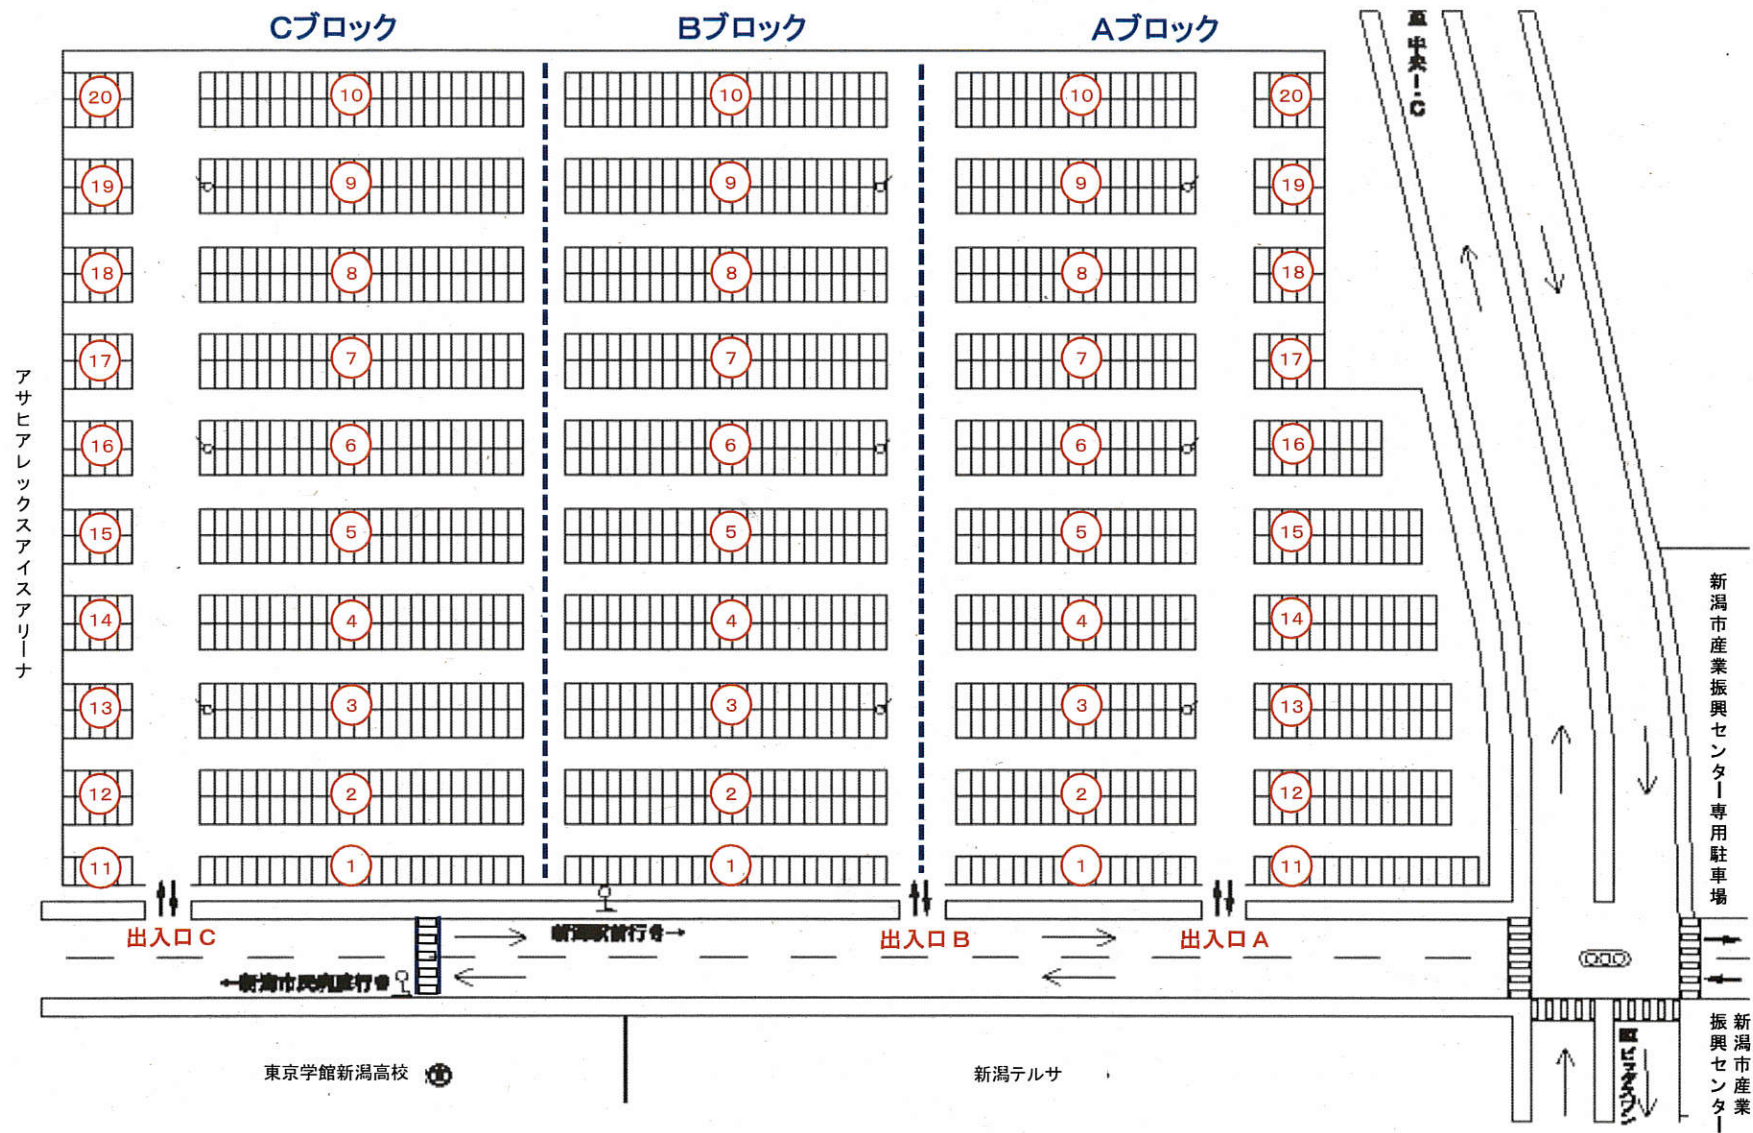 Cブロック
Bブロック
Aブロック
至 中央I・C
20 10 10 10 20
19 9 9 9 19
18 8 8 8 18
17 7 7 7 17
16 6 6 6 16
15 5 5 5 15
14 4 4 4 14
13 3 3 3 13
12 2 2 2 12
11 1 1 1 11
アサヒアレックスアイスアリーナ
新潟市産業振興センター専用駐車場
出入口C
新潟駅前行き→
出入口B
出入口A
←新潟市民病院行き
東京学館新潟高校
新潟テルサ
新潟市産業
振興センター